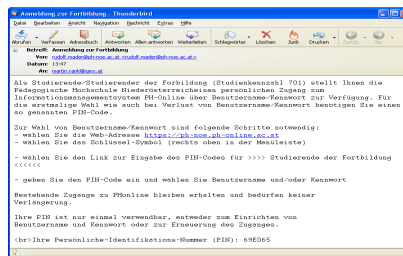 Anmeldung zur Fortbildung - Thunderbird
Datei Bearbeiten Ansicht Navigation Nachricht Extras Hilfe
Abrufen Verfassen Adressbuch Antworten Allen antworten Weiterleiten Schlagwörter Löschen Junk Drucken Zurück
Betreff: Anmeldung zur Fortbildung
Von: rudolf.mader@ph-noe.ac.at <rudolf.mader@ph-noe.ac.at>
Datum: 13:47
An: martin.rankl@gmx.at
Als Studierende-Studierender der Forbildung (Studienkennzahl 701) stellt Ihnen die
Pädagogische Hochschule Niederösterreich einen persönlichen Zugang zum
Informationsmanagementsystem PH-Online über Benutzername/Kennwort zur Verfügung. Für
die erstmalige Wahl wie auch bei Verlust von Benutzername/Kennwort benötigen Sie einen
so genannten PIN-Code.
Zur Wahl von Benutzername/Kennwort sind folgende Schritte notwendig:
- wählen Sie die Web-Adresse https://ph-noe.ph-online.ac.at
- wählen Sie das Schlüssel-Symbol (rechts oben in der Menüleiste)
- wählen Sie den Link zur Eingabe des PIN-Codes für >>>> Studierende der Fortbildung
<<<<<<
- geben Sie den PIN-Code ein und wählen Sie Benutzername und/oder Kennwort
Bestehende Zugänge zu PHonline bleiben erhalten und bedürfen keiner
Verlängerung.
Ihre PIN ist nur einmal verwendbar, entweder zum Einrichten von
Benutzername und Kennwort oder zur Erneuerung des Zuganges.
<br>Ihre Persönliche-Identifikations-Nummer (PIN): 69E065